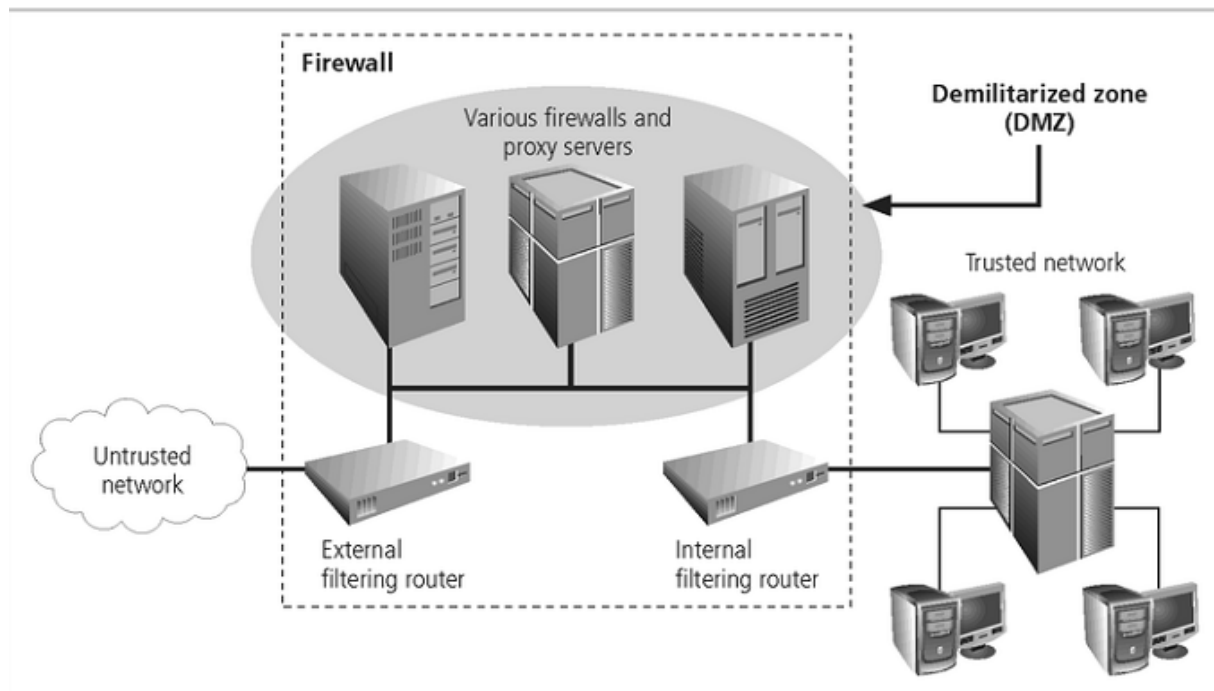 Firewall
Various firewalls and
proxy servers
Demilitarized zone
(DMZ)
Trusted network
Untrusted
network
External
filtering router
Internal
filtering router